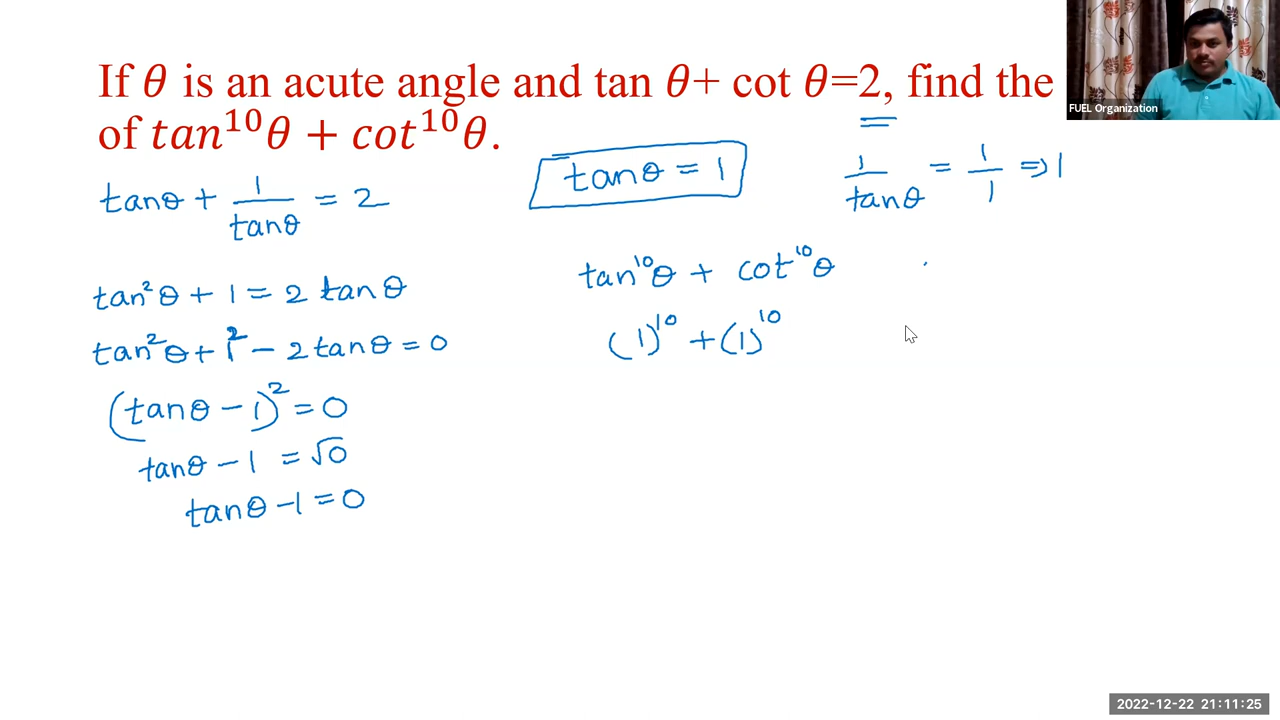 If θ is an acute angle and tan θ+ cot θ=2, find the
of tan¹⁰θ + cot¹⁰θ.
FUEL Organization
tanθ + 1/tanθ = 2
tan²θ + 1 = 2 tanθ
tan²θ + 1² − 2 tanθ = 0
(tanθ − 1)² = 0
tanθ − 1 = √0
tanθ − 1 = 0
tanθ = 1
1/tanθ = 1/1 ⇒ 1
tan¹⁰θ + cot¹⁰θ
(1)¹⁰ + (1)¹⁰
2022-12-22 21:11:25